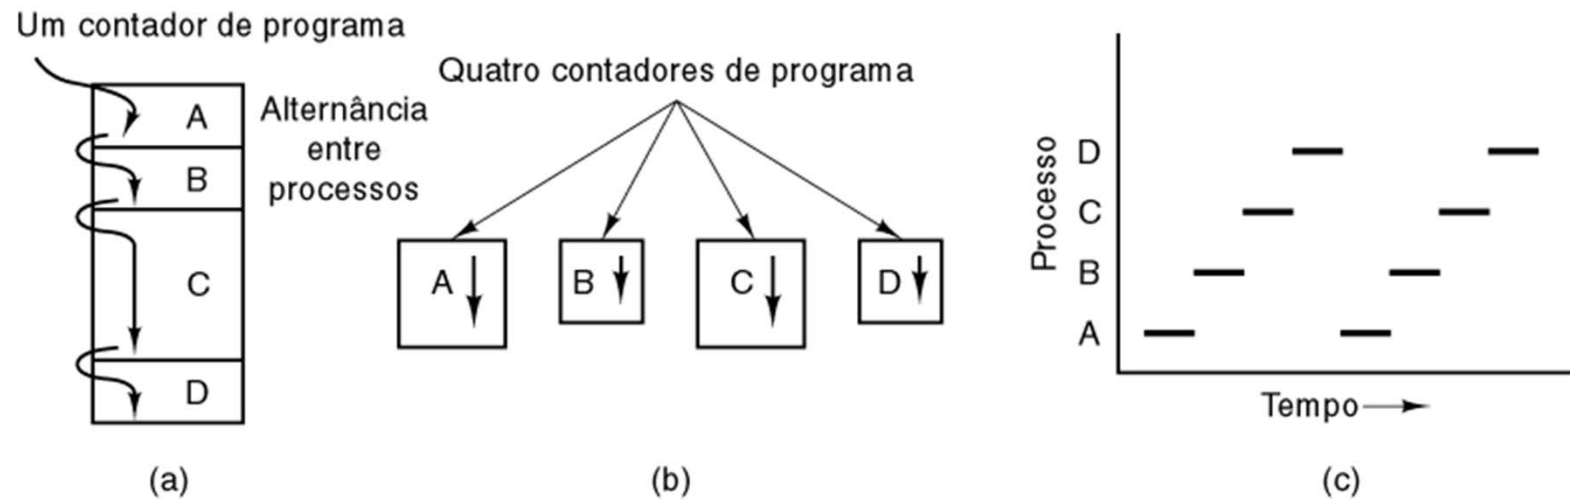 Um contador de programa
A
B
C
D
Alternância
entre
processos
(a)
Quatro contadores de programa
A
B
C
D
(b)
Processo
D
C
B
A
Tempo
(c)